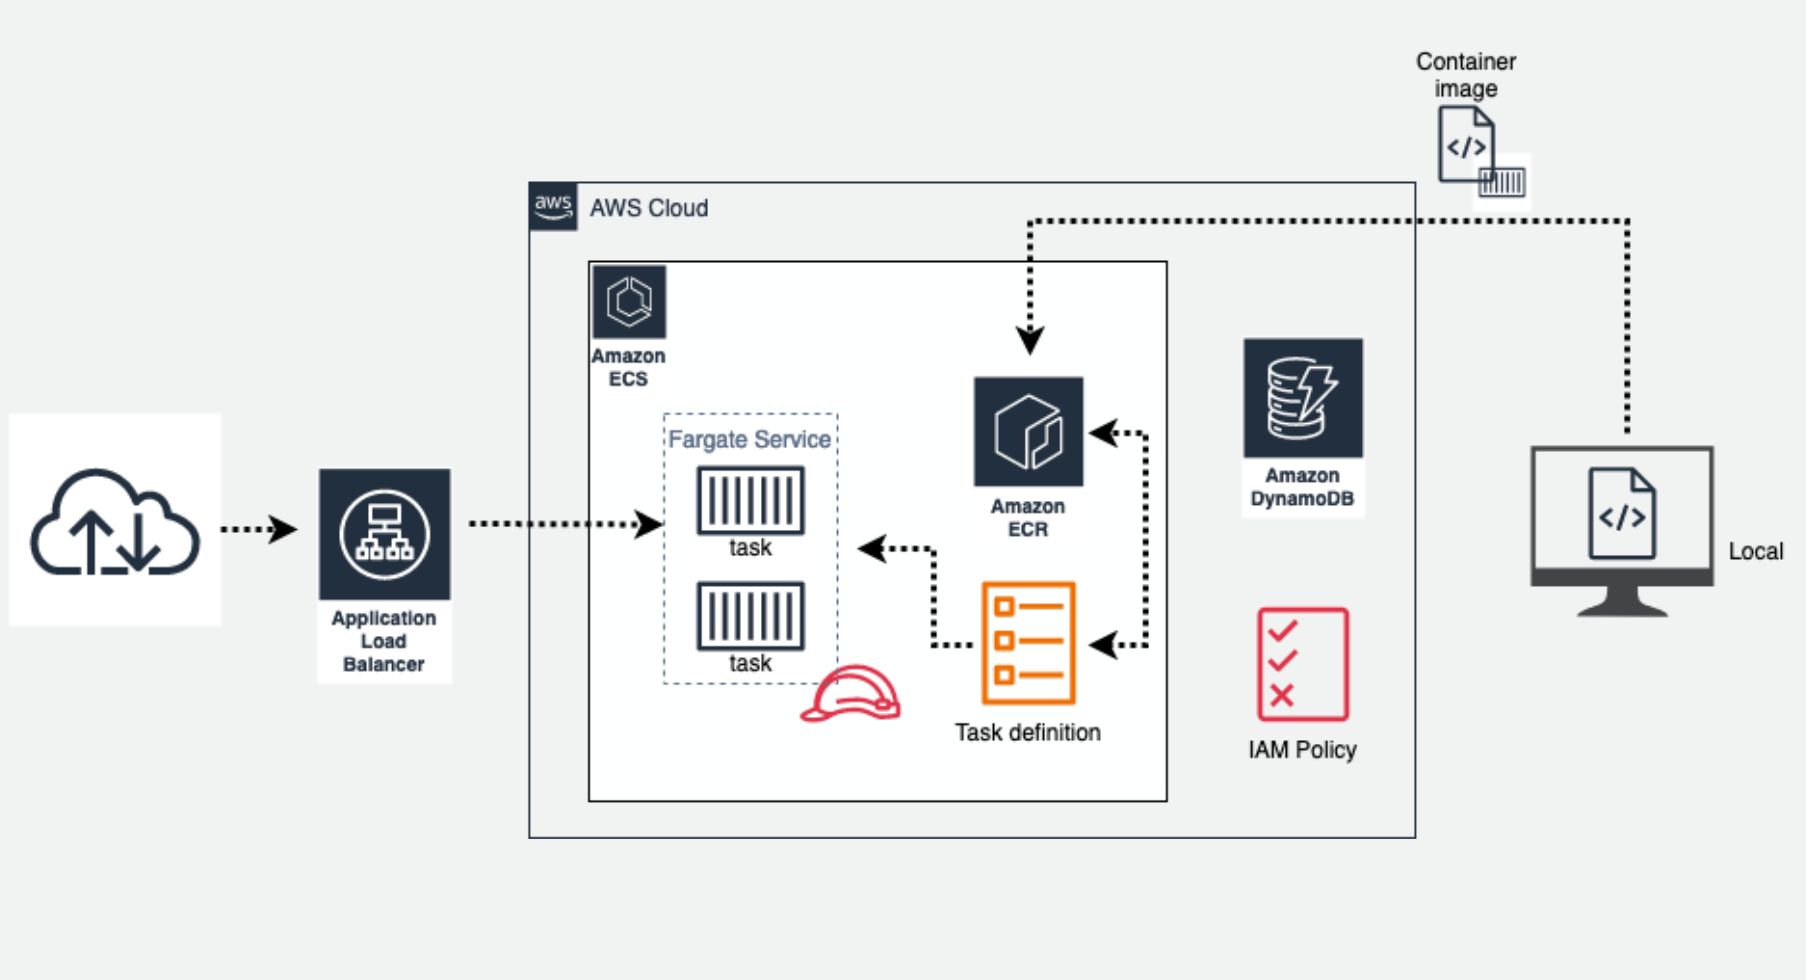 Container
image
aws
AWS Cloud
Amazon
ECS
Fargate Service
task
task
Amazon
ECR
Task definition
Amazon
DynamoDB
IAM Policy
Application
Load
Balancer
</>
</>
Local